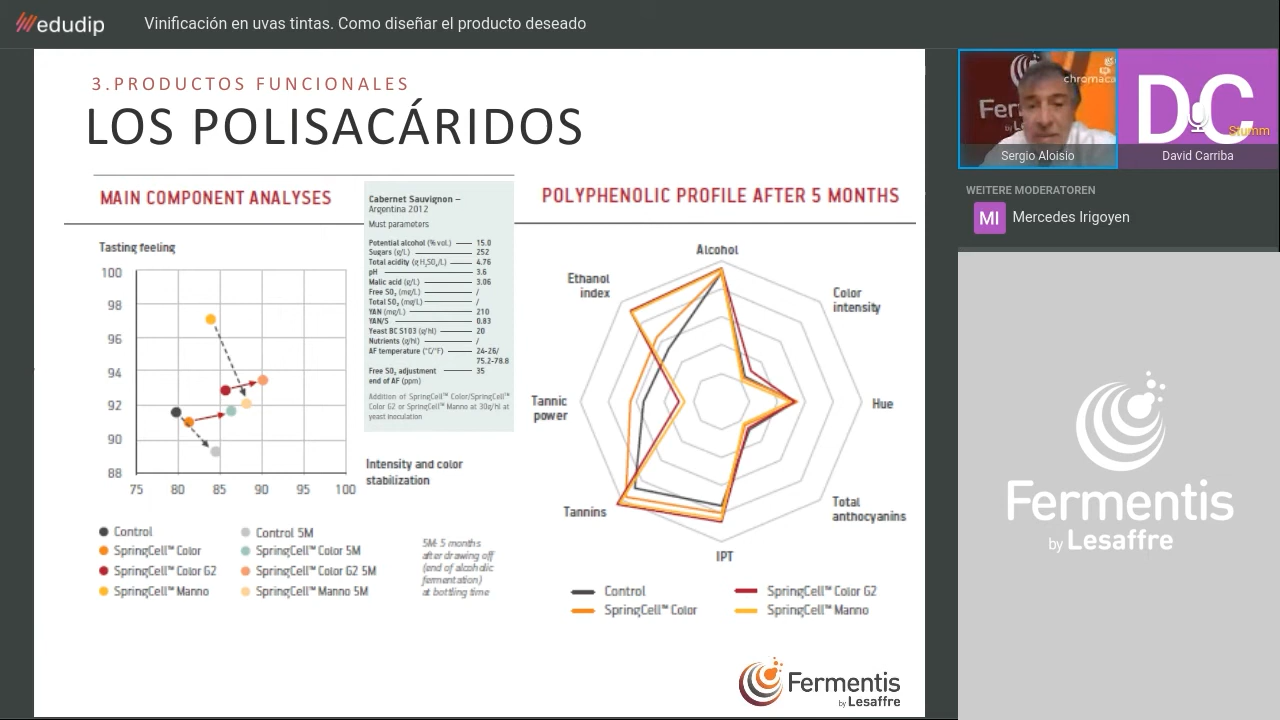 edudip
Vinificación en uvas tintas. Como diseñar el producto deseado
3.PRODUCTOS FUNCIONALES
LOS POLISACÁRIDOS
MAIN COMPONENT ANALYSES
Tasting feeling
100
98
96
94
92
90
88
75 80 85 90 95 100
Intensity and color
stabilization
Control
SpringCell™ Color
SpringCell™ Color G2
SpringCell™ Manno
Control 5M
SpringCell™ Color 5M
SpringCell™ Color G2 5M
SpringCell™ Manno 5M
5M: 5 months
after drawing off
(end of alcoholic
fermentation)
at bottling time
Cabernet Sauvignon –
Argentina 2012
Must parameters
Potential alcohol (% vol.) 15.0
Sugars (g/L) 252
Total acidity (g H₂SO₄/L) 4.76
pH 3.6
Malic acid (g/L) 3.06
Free SO₂ (mg/L) /
Total SO₂ (mg/L) /
YAN (mg/L) 210
YAN/S 0.83
Yeast BC S103 (g/hl) 20
Nutrients (g/hl) /
AF temperature (°C/°F) 24-26/
75.2-78.8
Free SO₂ adjustment 35
end of AF (ppm)
Addition of SpringCell™ Color/SpringCell™
Color G2 or SpringCell™ Manno at 30g/hl at
yeast inoculation
POLYPHENOLIC PROFILE AFTER 5 MONTHS
Alcohol
Color
intensity
Hue
Total
anthocyanins
IPT
Tannins
Tannic
power
Ethanol
index
Control
SpringCell™ Color
SpringCell™ Color G2
SpringCell™ Manno
Fermentis
by Lesaffre
chromaca
Fer
by L
Sergio Aloisio
DC
Stumm
David Carriba
WEITERE MODERATOREN
MI
Mercedes Irigoyen
Fermentis
by Lesaffre